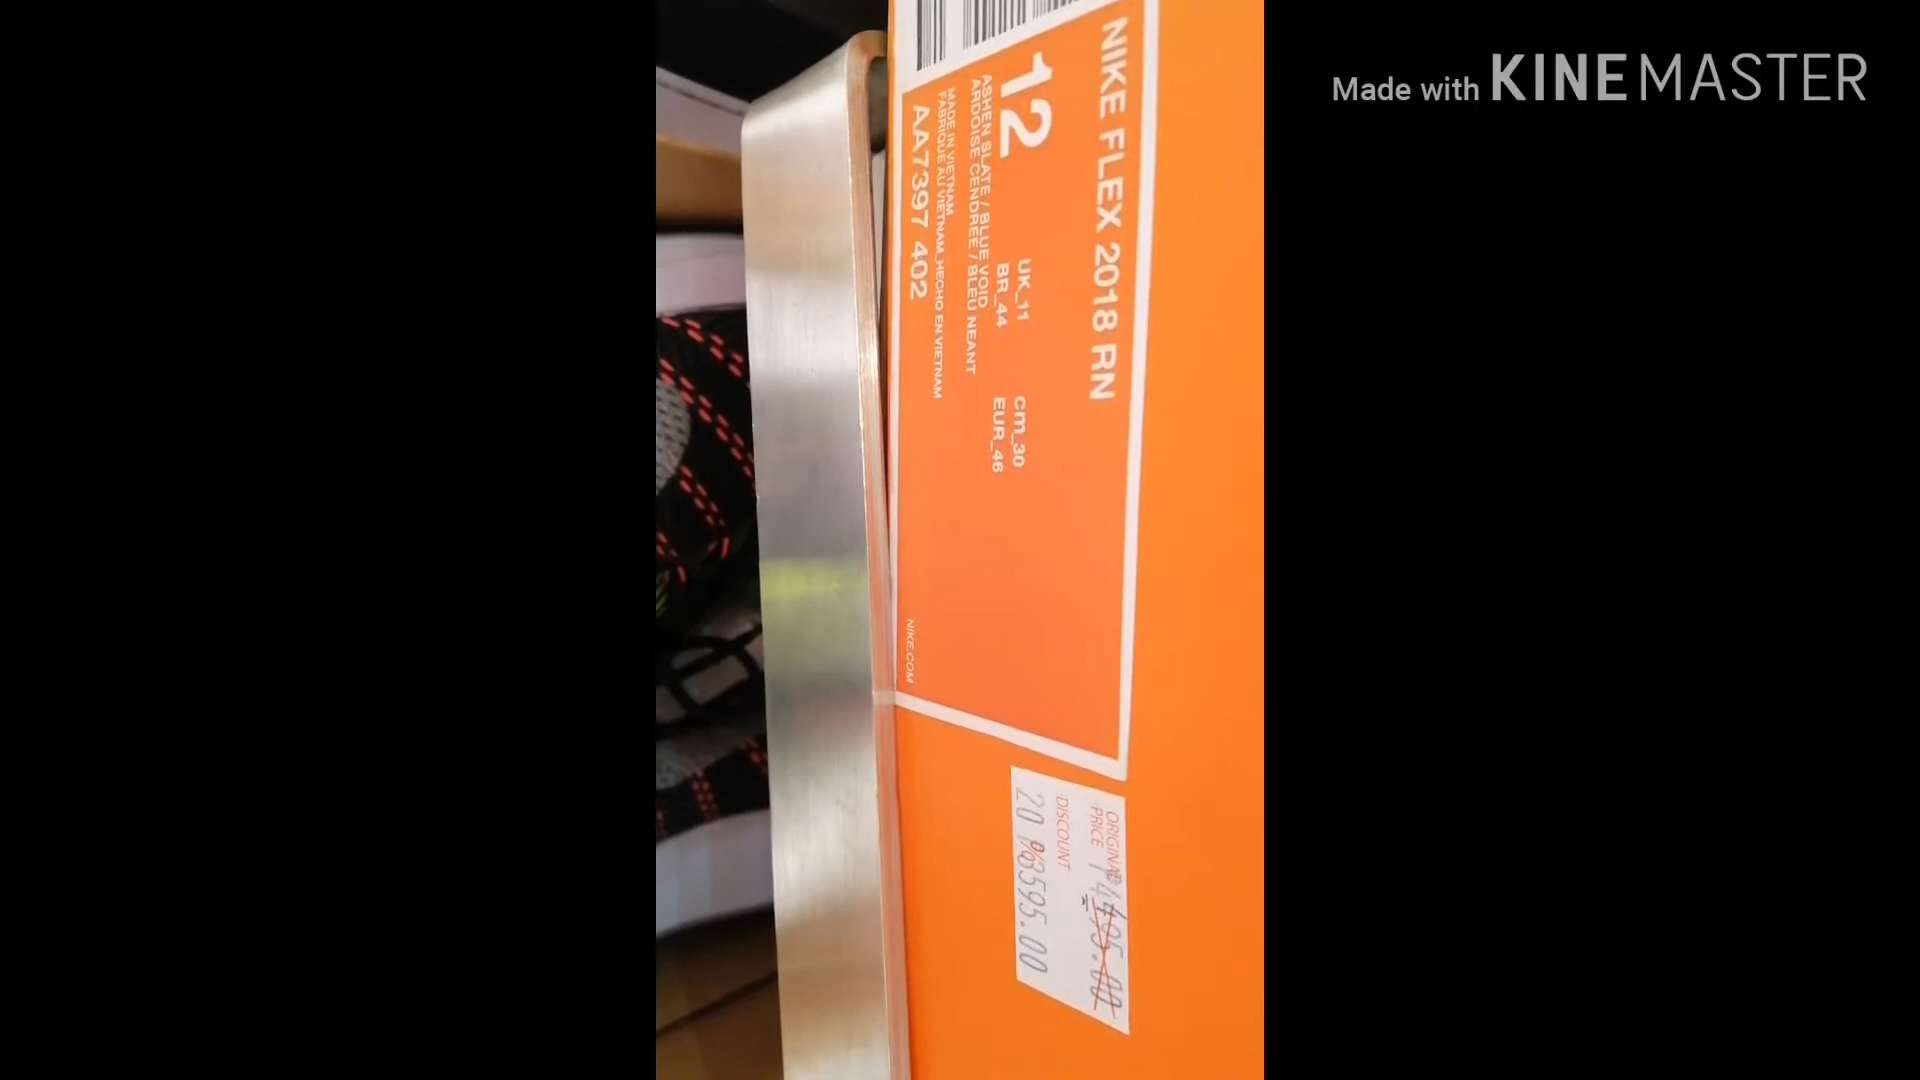 Made with KINEMASTER
NIKE FLEX 2018 RN
12
UK_11
cm_30
BR_44
EUR_46
ASHEN SLATE / BLUE VOID
ARDOISE CENDREE / BLEU NEANT
MADE IN VIETNAM
FABRIQUE AU VIETNAM_HECHO EN VIETNAM
AA7397 402
NIKE.COM
ORIGINAL
PRICE
4495.00
DISCOUNT
20 % 3595.00